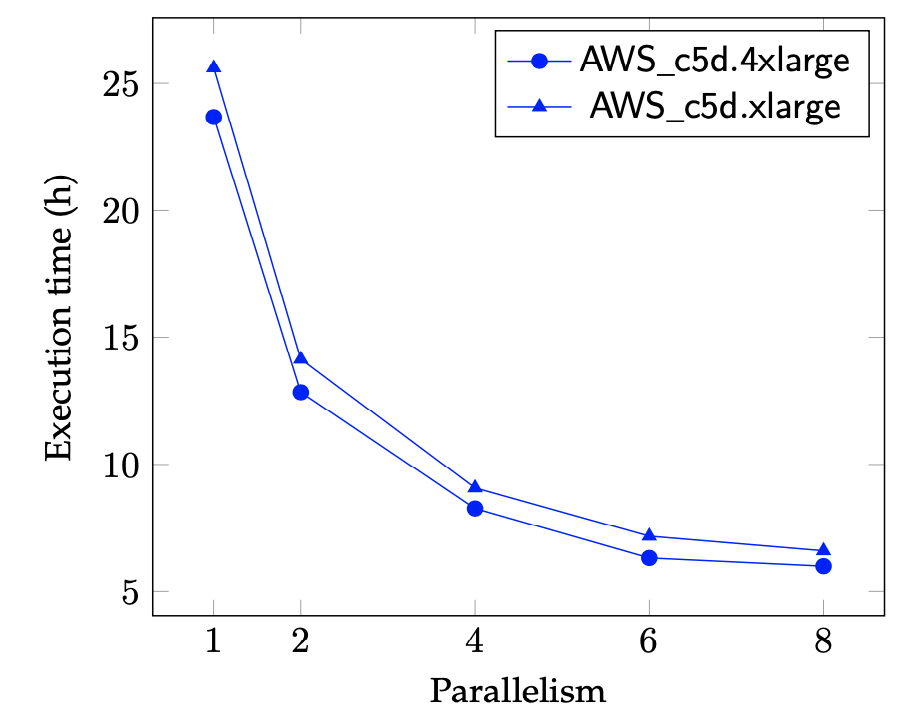 AWS_c5d.4xlarge
AWS_c5d.xlarge
25
20
15
10
5
Execution time (h)
1 2 4 6 8
Parallelism